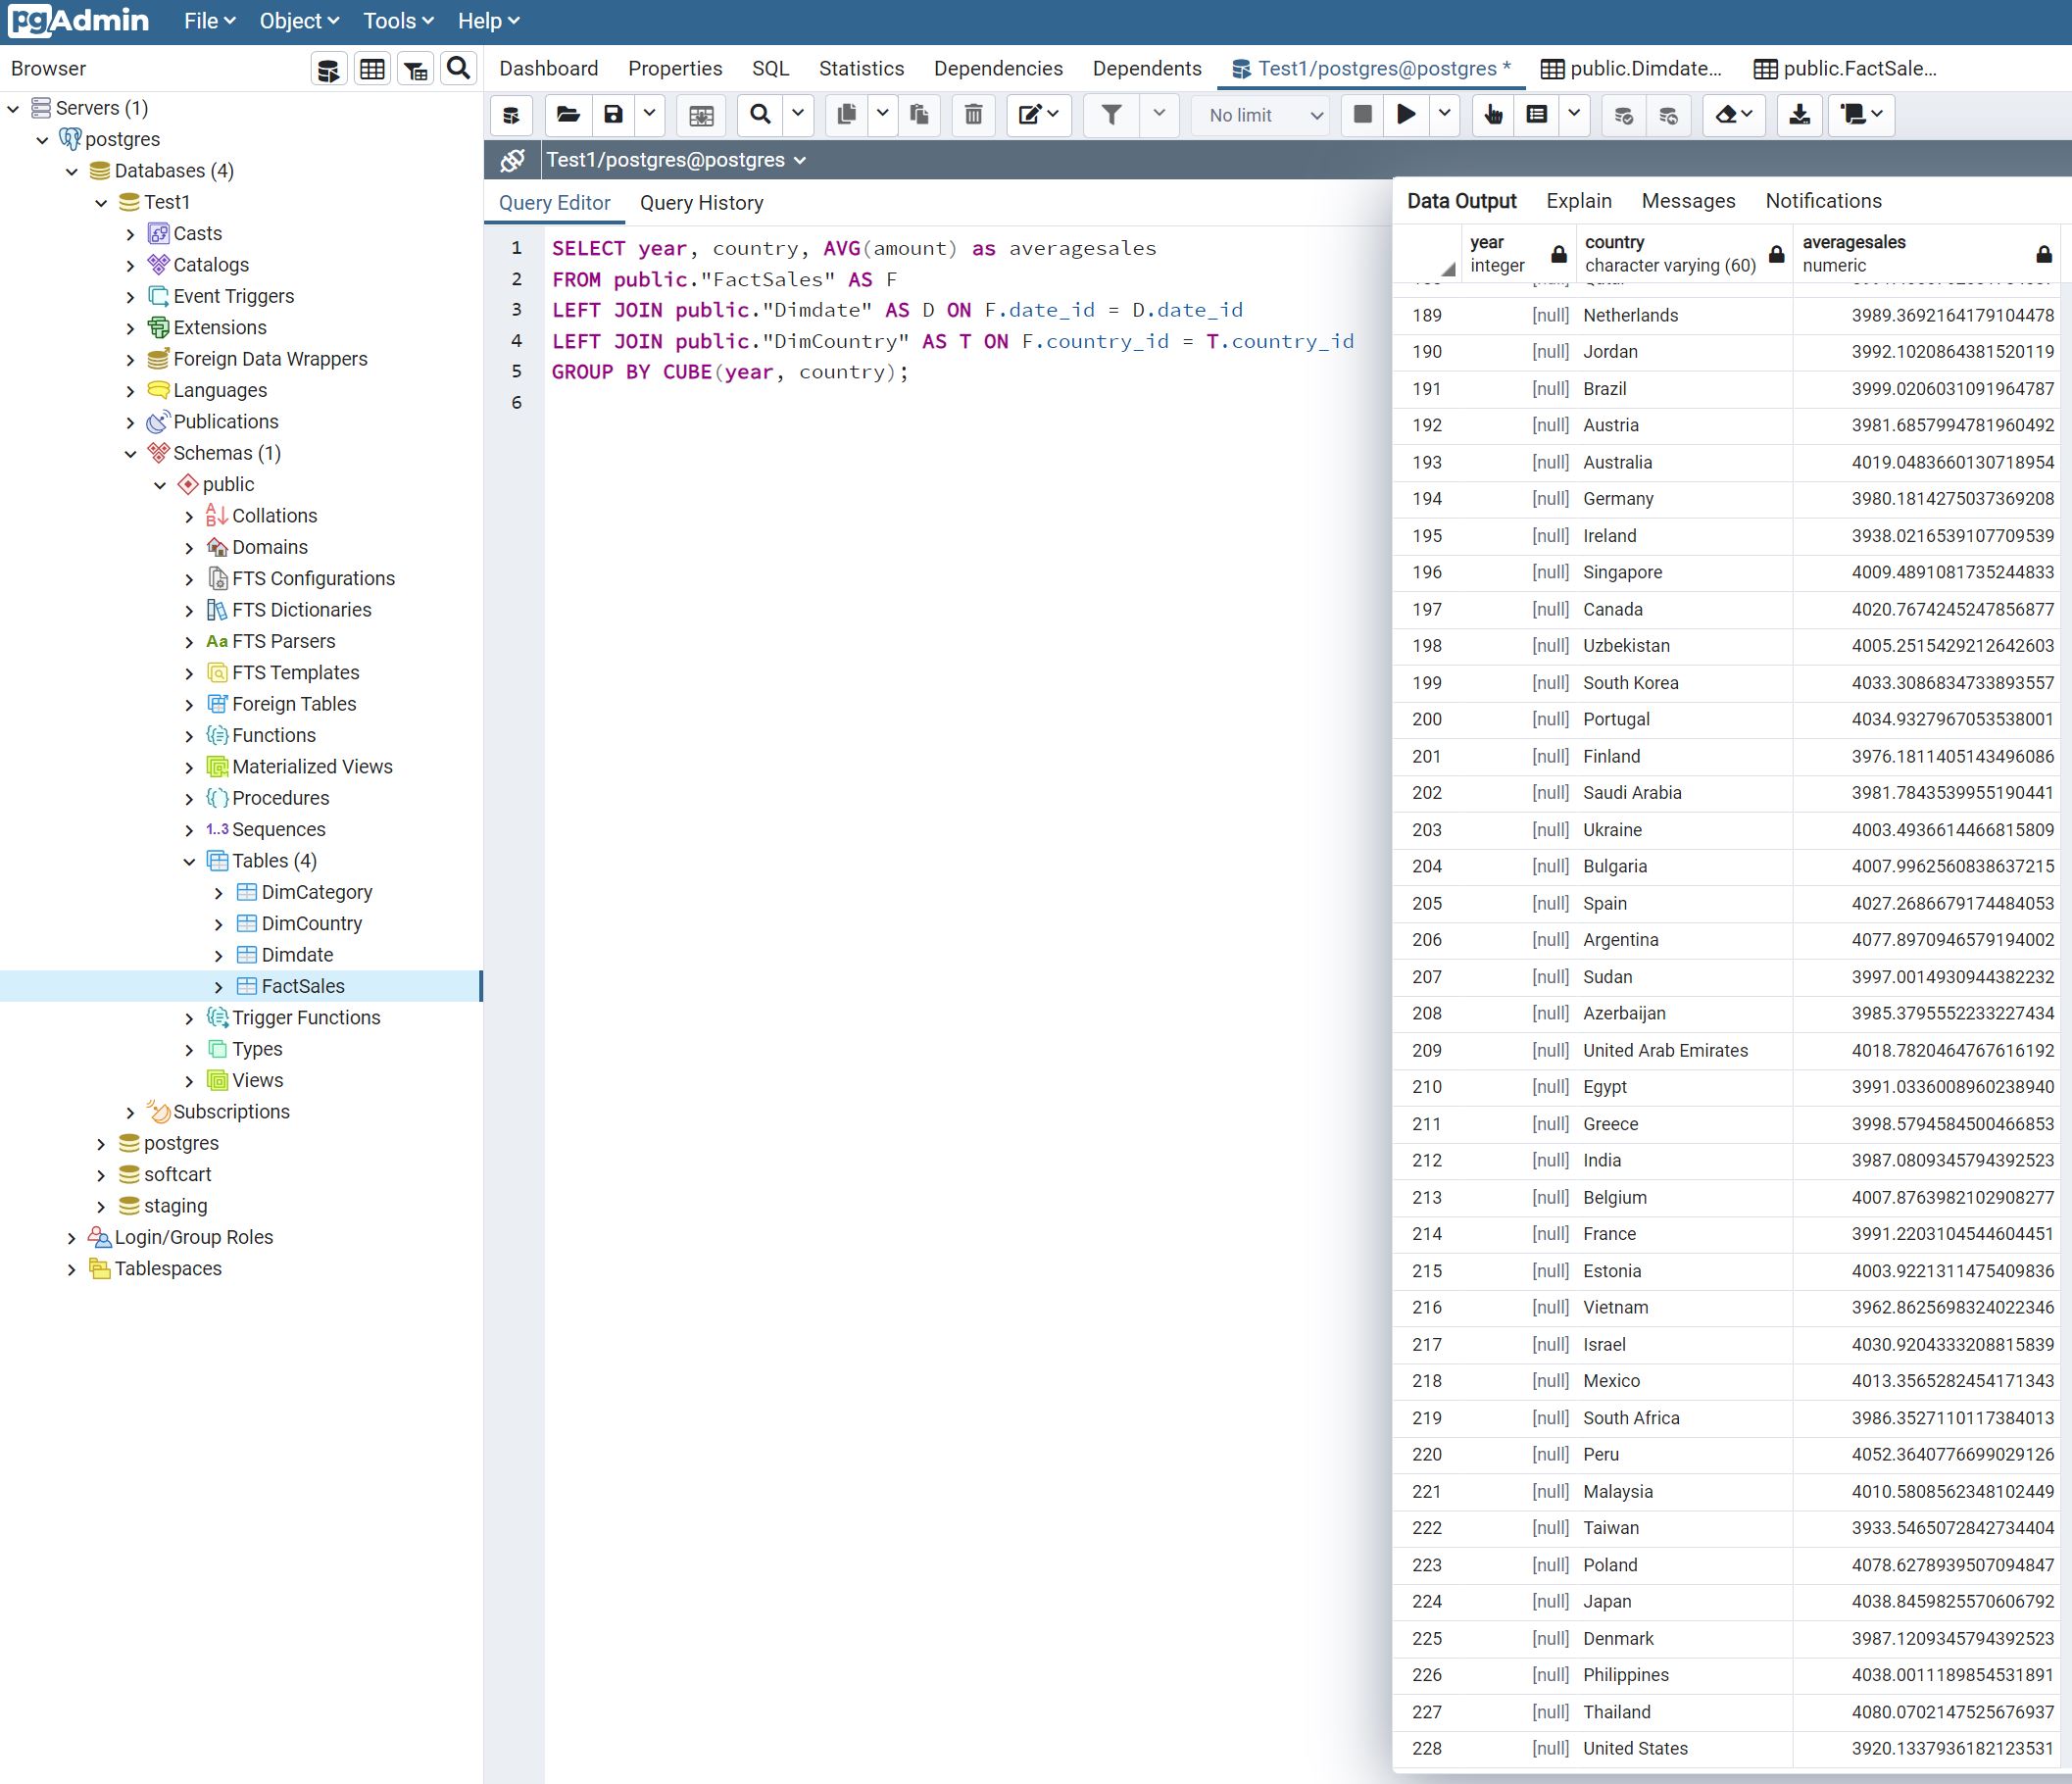 pgAdmin File Object Tools Help
Browser
Dashboard Properties SQL Statistics Dependencies Dependents Test1/postgres@postgres * public.Dimdate... public.FactSale...
No limit
Test1/postgres@postgres
Servers (1)
postgres
Databases (4)
Test1
Casts
Catalogs
Event Triggers
Extensions
Foreign Data Wrappers
Languages
Publications
Schemas (1)
public
Collations
Domains
FTS Configurations
FTS Dictionaries
Aa FTS Parsers
FTS Templates
Foreign Tables
Functions
Materialized Views
Procedures
1..3 Sequences
Tables (4)
DimCategory
DimCountry
Dimdate
FactSales
Trigger Functions
Types
Views
Subscriptions
postgres
softcart
staging
Login/Group Roles
Tablespaces
Query Editor Query History
1 SELECT year, country, AVG(amount) as averagesales
2 FROM public."FactSales" AS F
3 LEFT JOIN public."Dimdate" AS D ON F.date_id = D.date_id
4 LEFT JOIN public."DimCountry" AS T ON F.country_id = T.country_id
5 GROUP BY CUBE(year, country);
6
Data Output Explain Messages Notifications
year country averagesales
integer character varying (60) numeric
189 [null] Netherlands 3989.3692164179104478
190 [null] Jordan 3992.1020864381520119
191 [null] Brazil 3999.0206031091964787
192 [null] Austria 3981.6857994781960492
193 [null] Australia 4019.0483660130718954
194 [null] Germany 3980.1814275037369208
195 [null] Ireland 3938.0216539107709539
196 [null] Singapore 4009.4891081735244833
197 [null] Canada 4020.7674245247856877
198 [null] Uzbekistan 4005.2515429212642603
199 [null] South Korea 4033.3086834733893557
200 [null] Portugal 4034.9327967053538001
201 [null] Finland 3976.1811405143496086
202 [null] Saudi Arabia 3981.7843539955190441
203 [null] Ukraine 4003.4936614466815809
204 [null] Bulgaria 4007.9962560838637215
205 [null] Spain 4027.2686679174484053
206 [null] Argentina 4077.8970946579194002
207 [null] Sudan 3997.0014930944382232
208 [null] Azerbaijan 3985.3795552233227434
209 [null] United Arab Emirates 4018.7820464767616192
210 [null] Egypt 3991.0336008960238940
211 [null] Greece 3998.5794584500466853
212 [null] India 3987.0809345794392523
213 [null] Belgium 4007.8763982102908277
214 [null] France 3991.2203104544604451
215 [null] Estonia 4003.9221311475409836
216 [null] Vietnam 3962.8625698324022346
217 [null] Israel 4030.9204333208815839
218 [null] Mexico 4013.3565282454171343
219 [null] South Africa 3986.3527110117384013
220 [null] Peru 4052.3640776699029126
221 [null] Malaysia 4010.5808562348102449
222 [null] Taiwan 3933.5465072842734404
223 [null] Poland 4078.6278939507094847
224 [null] Japan 4038.8459825570606792
225 [null] Denmark 3987.1209345794392523
226 [null] Philippines 4038.0011189854531891
227 [null] Thailand 4080.0702147525676937
228 [null] United States 3920.1337936182123531